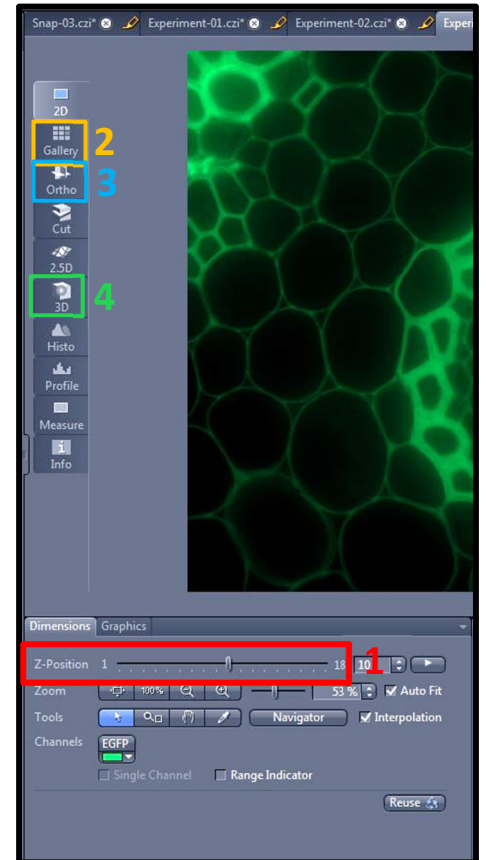 Snap-03.czi* Experiment-01.czi* Experiment-02.czi*
2D
Gallery 2
Ortho 3
Cut
2.5D
3D 4
Histo
Profile
Measure
Info
Dimensions Graphics
Z-Position 1 18 10 1
Zoom 100% 53 % Auto Fit
Tools Navigator Interpolation
Channels EGFP
Single Channel Range Indicator
Reuse